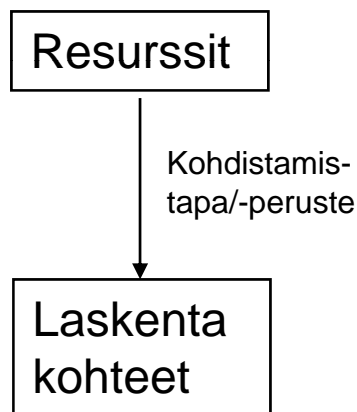 Resurssit
Kohdistamis-
tapa/-peruste
Laskenta
kohteet